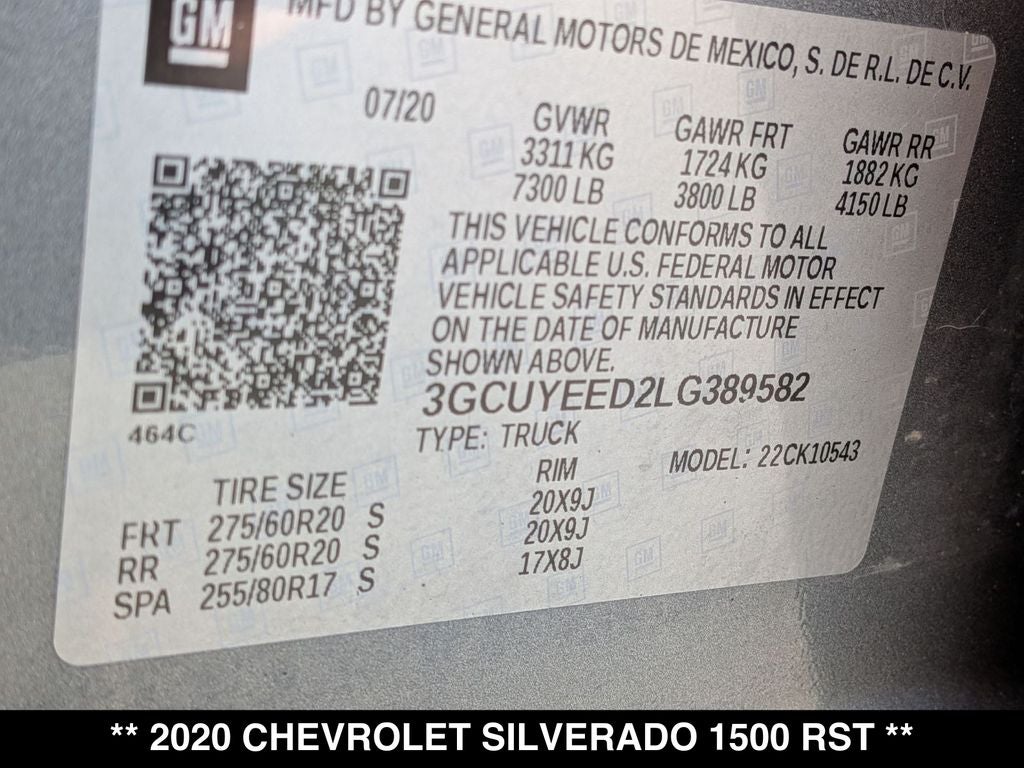 GM
MFD BY GENERAL MOTORS DE MEXICO, S. DE R.L. DE C.V.
07/20
GVWR GAWR FRT GAWR RR
3311 KG 1724 KG 1882 KG
7300 LB 3800 LB 4150 LB
THIS VEHICLE CONFORMS TO ALL
APPLICABLE U.S. FEDERAL MOTOR
VEHICLE SAFETY STANDARDS IN EFFECT
ON THE DATE OF MANUFACTURE
SHOWN ABOVE.
3GCUYEED2LG389582
464C
TYPE: TRUCK
MODEL: 22CK10543
TIRE SIZE RIM
FRT 275/60R20 S 20X9J
RR 275/60R20 S 20X9J
SPA 255/80R17 S 17X8J
** 2020 CHEVROLET SILVERADO 1500 RST **